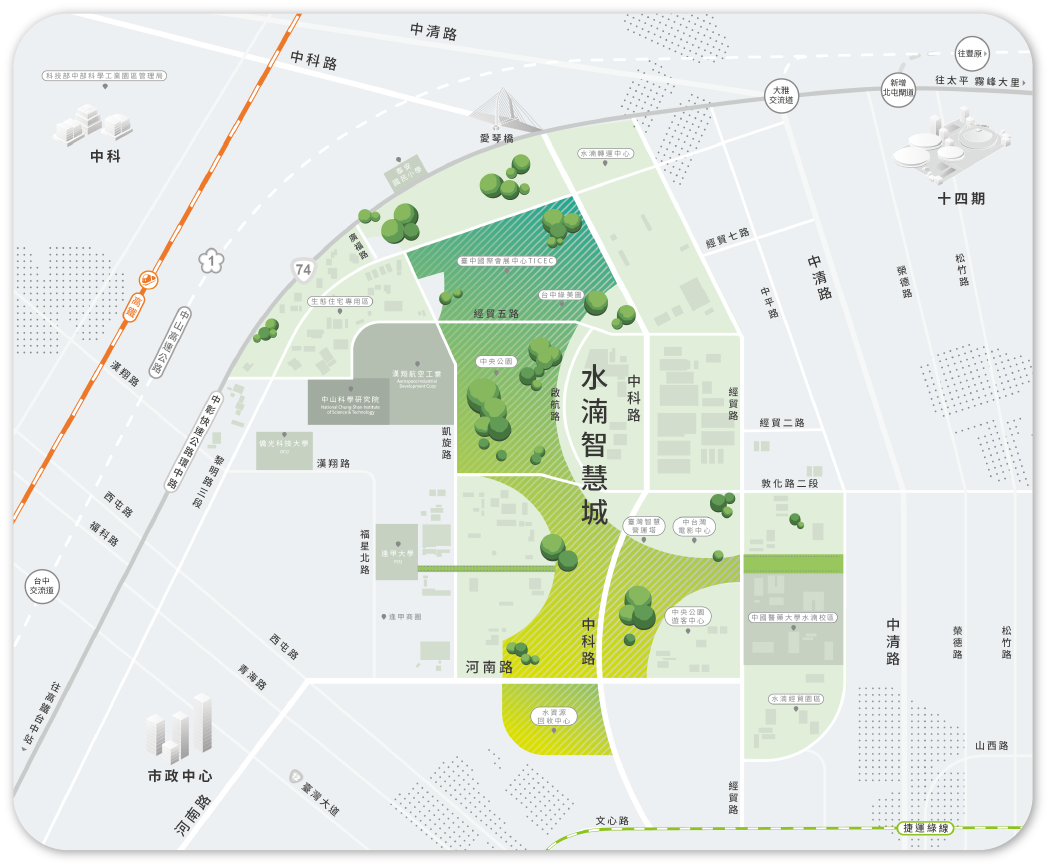 中清路
中科路
科技部中部科學工業園區管理局
往豐原
往太平 霧峰大里
新增
北屯閘道
大雅
交流道
中科
愛琴橋
水湳轉運中心
十四期
國民小學
廣福路
1
74
臺中國際會展中心TICEC
經貿七路
中清路
中平路
榮德路
松竹路
高鐵
中山高速公路
生態住宅專用區
台中綠美圖
經貿五路
漢翔路
漢翔航空工業
Aerospace Industrial
Development Corp.
中央公園
水湳智慧城
中科路
啟航路
經貿路
中山科學研究院
National Chung-Shan Institute
of Science & Technology
中彰快速公路環中路
凱旋路
經貿二路
僑光科技大學
黎明路三段
漢翔路
敦化路二段
西屯路
福科路
福星北路
臺灣智慧
營運塔
中台灣
電影中心
逢甲大學
台中
交流道
逢甲商圈
中央公園
遊客中心
中國醫藥大學水湳校區
中科路
中清路
榮德路
松竹路
西屯路
青海路
河南路
往高鐵台中站
水湳經貿園區
水資源
回收中心
山西路
市政中心
臺灣大道
河南路
經貿路
文心路
捷運綠線